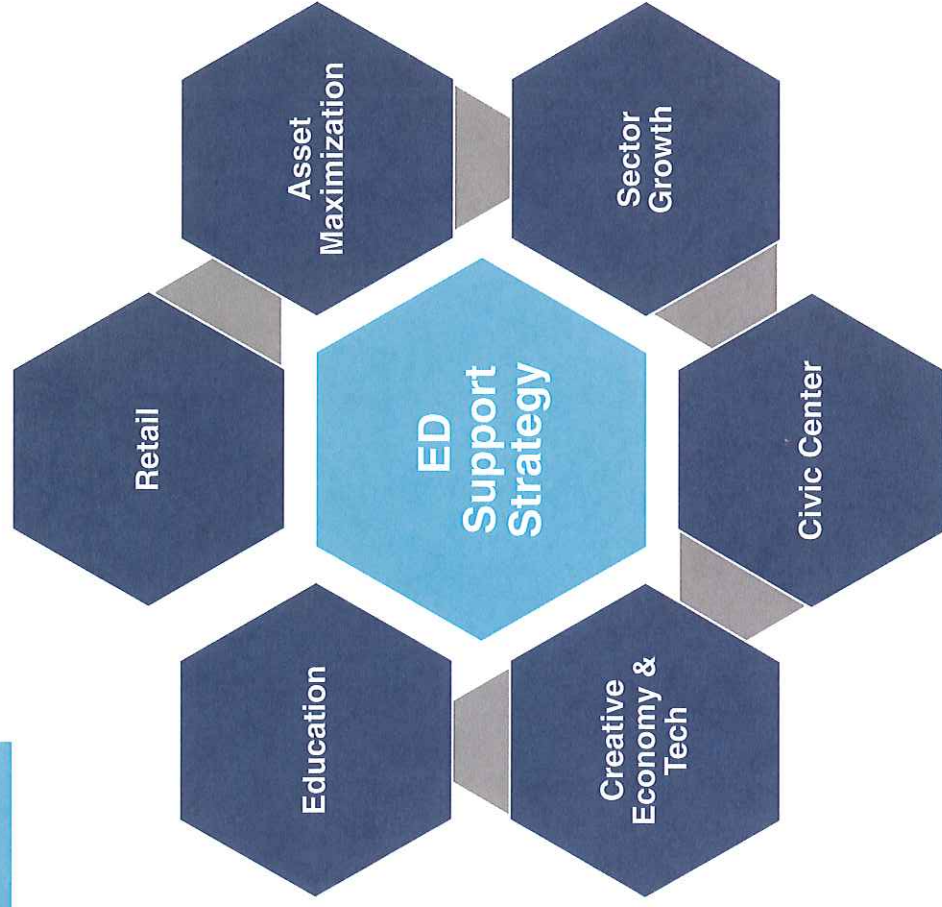 ED
Support
Strategy
Asset
Maximization
Sector
Growth
Civic Center
Creative
Economy &
Tech
Education
Retail